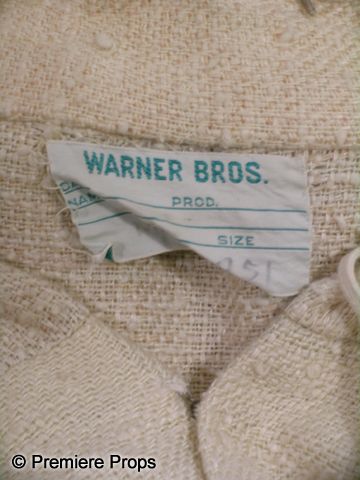 WARNER BROS.
PROD.
SIZE
© Premiere Props